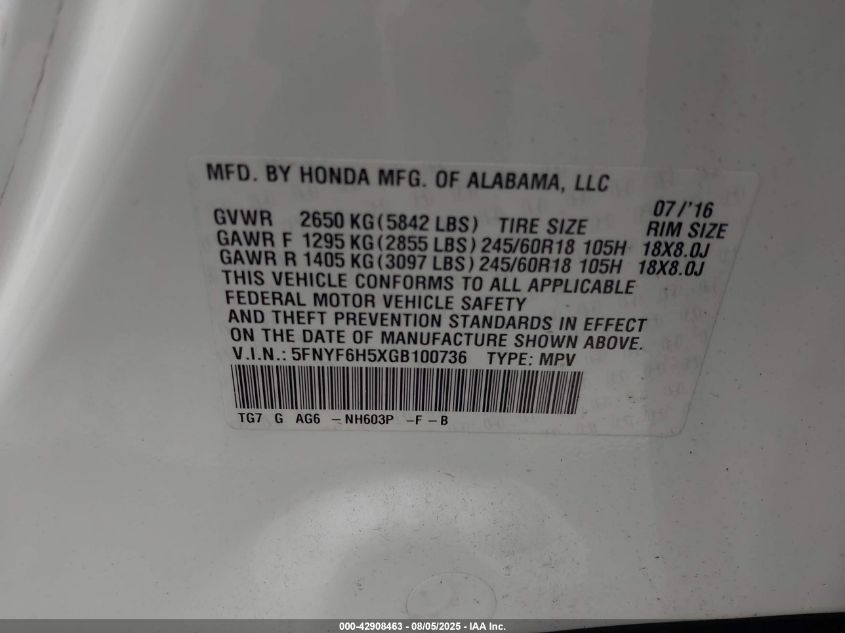 MFD. BY HONDA MFG. OF ALABAMA, LLC
07/'16
GVWR 2650 KG(5842 LBS) TIRE SIZE RIM SIZE
GAWR F 1295 KG(2855 LBS) 245/60R18 105H 18X8.0J
GAWR R 1405 KG(3097 LBS) 245/60R18 105H 18X8.0J
THIS VEHICLE CONFORMS TO ALL APPLICABLE
FEDERAL MOTOR VEHICLE SAFETY
AND THEFT PREVENTION STANDARDS IN EFFECT
ON THE DATE OF MANUFACTURE SHOWN ABOVE.
V.I.N.: 5FNYF6H5XGB100736 TYPE: MPV
TG7 G AG6 -NH603P -F-B
000-42908463 - 08/05/2025 - IAA Inc.